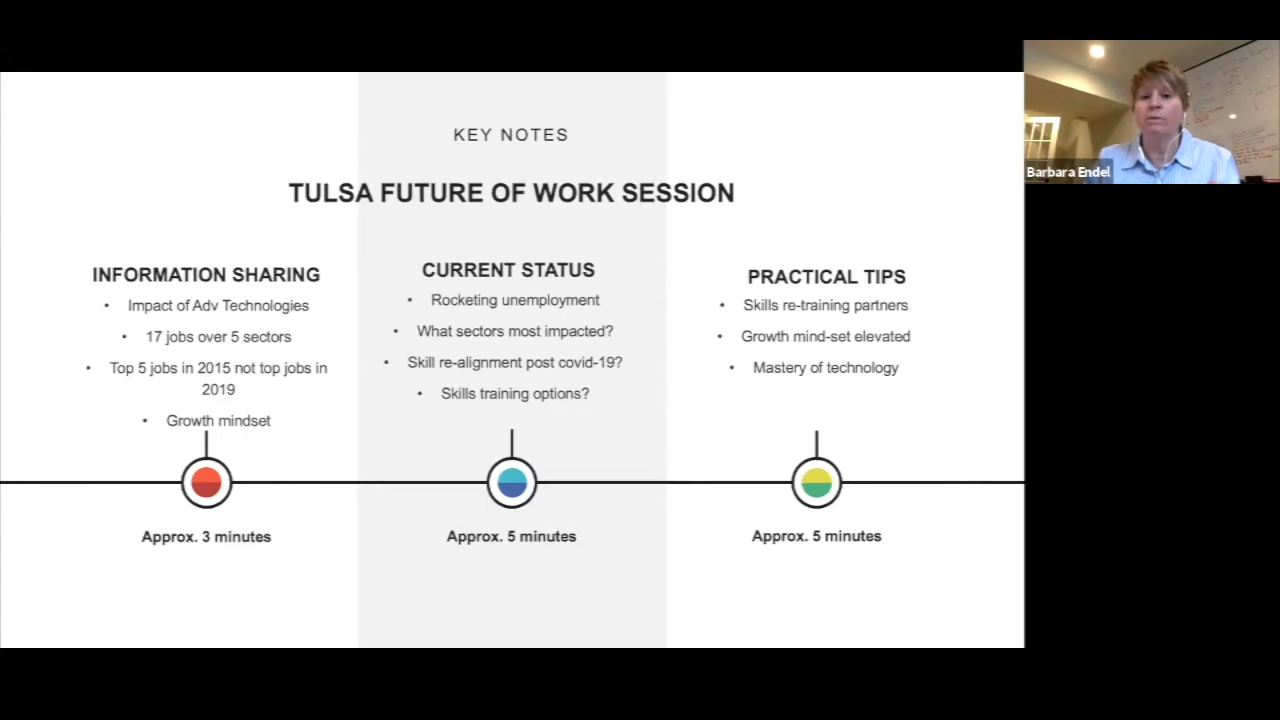 KEY NOTES
TULSA FUTURE OF WORK SESSION
INFORMATION SHARING
• Impact of Adv Technologies
• 17 jobs over 5 sectors
• Top 5 jobs in 2015 not top jobs in
2019
• Growth mindset
Approx. 3 minutes
CURRENT STATUS
• Rocketing unemployment
• What sectors most impacted?
• Skill re-alignment post covid-19?
• Skills training options?
Approx. 5 minutes
PRACTICAL TIPS
• Skills re-training partners
• Growth mind-set elevated
• Mastery of technology
Approx. 5 minutes
Barbara Endel